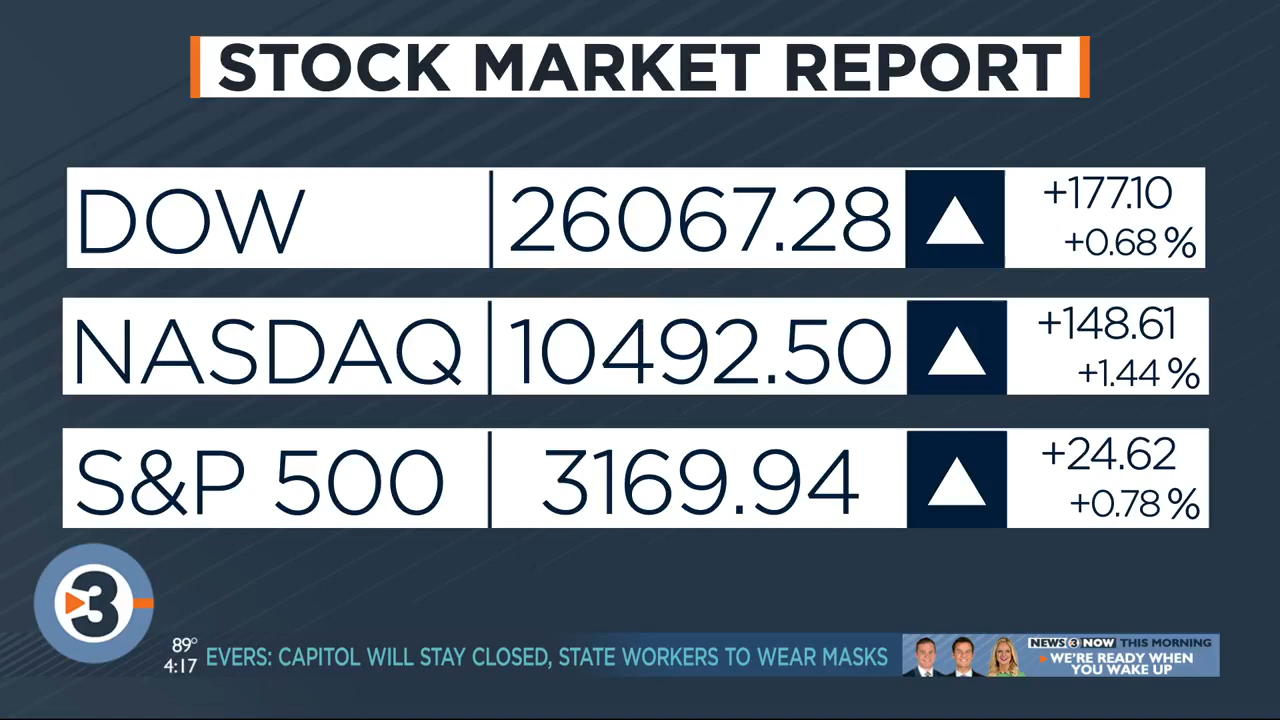 STOCK MARKET REPORT
DOW 26067.28 +177.10
+0.68 %
NASDAQ 10492.50 +148.61
+1.44 %
S&P 500 3169.94 +24.62
+0.78 %
3
89°
4:17
EVERS: CAPITOL WILL STAY CLOSED, STATE WORKERS TO WEAR MASKS
NEWS 3 NOW THIS MORNING
WE'RE READY WHEN
YOU WAKE UP